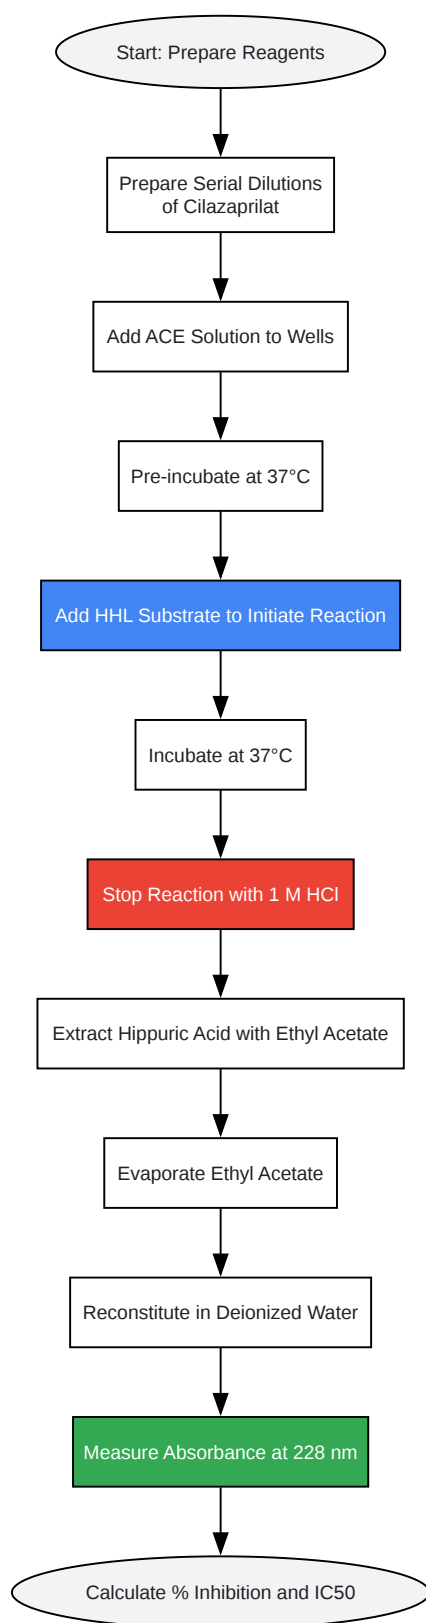 Start: Prepare Reagents
Prepare Serial Dilutions
of Cilazaprilat
Add ACE Solution to Wells
Pre-incubate at 37°C
Add HHL Substrate to Initiate Reaction
Incubate at 37°C
Stop Reaction with 1 M HCl
Extract Hippuric Acid with Ethyl Acetate
Evaporate Ethyl Acetate
Reconstitute in Deionized Water
Measure Absorbance at 228 nm
Calculate % Inhibition and IC50